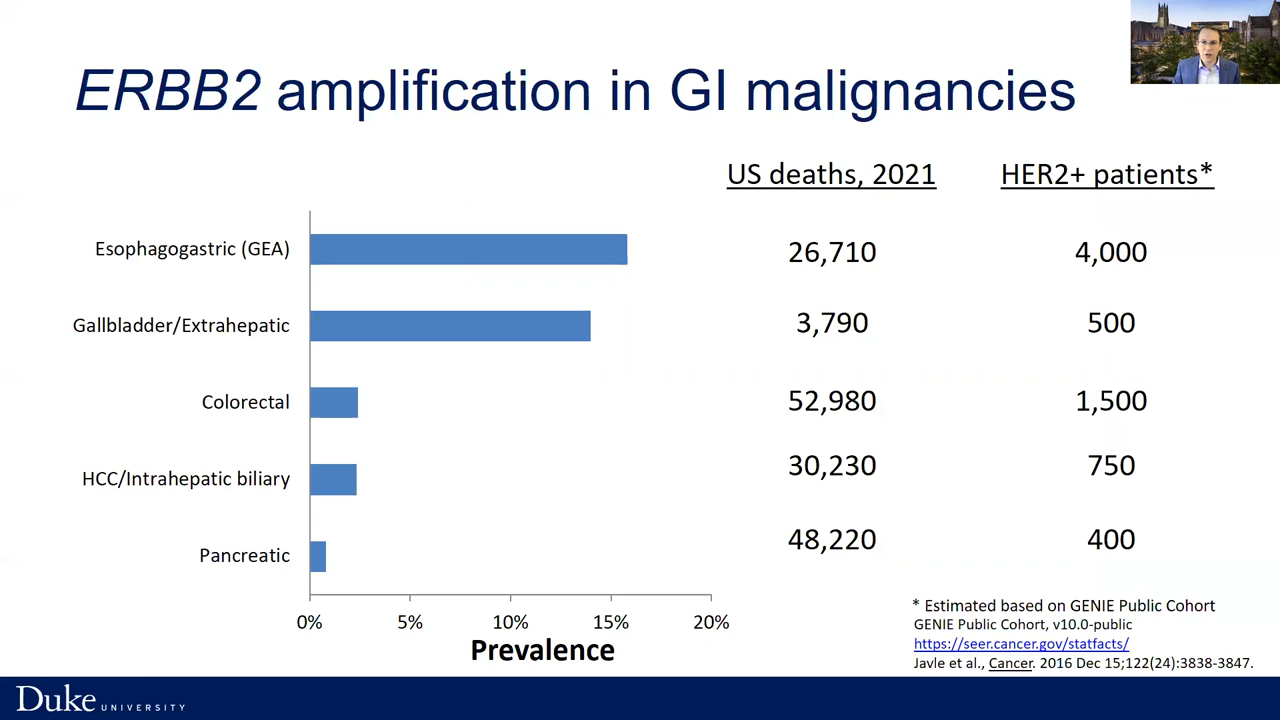 ERBB2 amplification in GI malignancies
US deaths, 2021 HER2+ patients*
Esophagogastric (GEA) 26,710 4,000
Gallbladder/Extrahepatic 3,790 500
Colorectal 52,980 1,500
HCC/Intrahepatic biliary 30,230 750
Pancreatic 48,220 400
0% 5% 10% 15% 20%
Prevalence
* Estimated based on GENIE Public Cohort
GENIE Public Cohort, v10.0-public
https://seer.cancer.gov/statfacts/
Javle et al., Cancer. 2016 Dec 15;122(24):3838-3847.
Duke UNIVERSITY